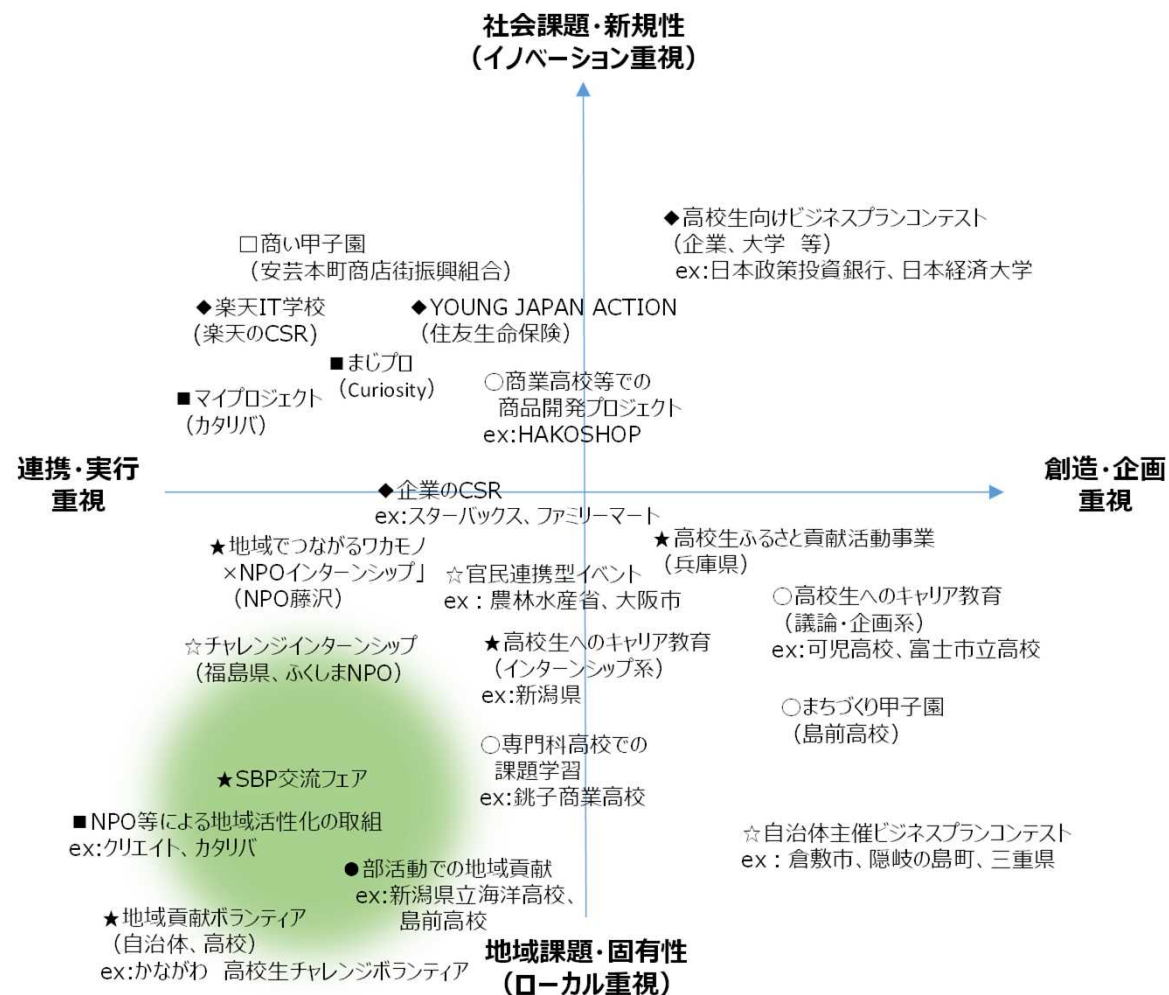 社会課題・新規性
（イノベーション重視）
◆高校生向けビジネスプランコンテスト
（企業、大学　等）
ex:日本政策投資銀行、日本経済大学
□商い甲子園
（安芸本町商店街振興組合）
◆楽天IT学校
(楽天のCSR)
◆YOUNG JAPAN ACTION
（住友生命保険）
■まじプロ
（Curiosity）
■マイプロジェクト
（カタリバ）
○商業高校等での
商品開発プロジェクト
ex:HAKOSHOP
連携・実行
重視
創造・企画
重視
◆企業のCSR
ex:スターバックス、ファミリーマート
★地域でつながるワカモノ
×NPOインターンシップ」
（NPO藤沢）
☆官民連携型イベント
ex：農林水産省、大阪市
★高校生ふるさと貢献活動事業
（兵庫県）
○高校生へのキャリア教育
（議論・企画系）
ex:可児高校、富士市立高校
☆チャレンジインターンシップ
（福島県、ふくしまNPO）
★高校生へのキャリア教育
（インターンシップ系）
ex:新潟県
○まちづくり甲子園
（島前高校）
○専門科高校での
課題学習
ex:銚子商業高校
★SBP交流フェア
■NPO等による地域活性化の取組
ex:クリエイト、カタリバ
☆自治体主催ビジネスプランコンテスト
ex：倉敷市、隠岐の島町、三重県
●部活動での地域貢献
ex:新潟県立海洋高校、
島前高校
★地域貢献ボランティア
（自治体、高校）
ex:かながわ　高校生チャレンジボランティア
地域課題・固有性
（ローカル重視）